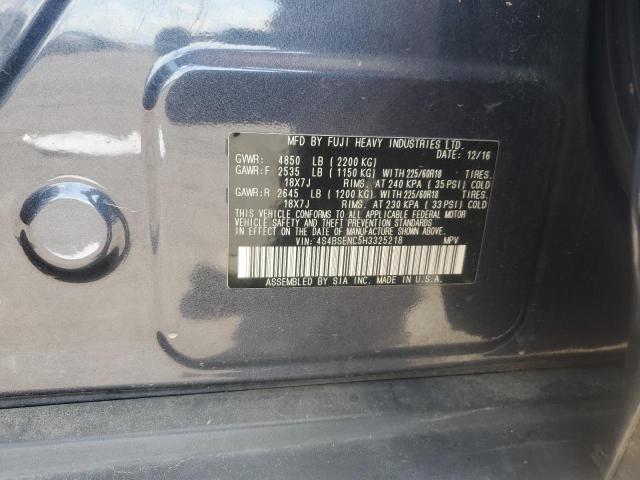 MFD BY FUJI HEAVY INDUSTRIES LTD.
DATE: 12/16
GVWR: 4850 LB (2200 KG)
GAWR:F 2535 LB (1150 KG) WITH 225/60R18 TIRES.
18X7J RIMS. AT 240 KPA (35 PSI) COLD
GAWR:R 2645 LB (1200 KG) WITH 225/60R18 TIRES.
18X7J RIMS. AT 230 KPA (33 PSI) COLD
THIS VEHICLE CONFORMS TO ALL APPLICABLE FEDERAL MOTOR
VEHICLE SAFETY AND THEFT PREVENTION STANDARDS
IN EFFECT ON THE DATE OF MANUFACTURE SHOWN ABOVE.
VIN: 4S4BSENC5H3325218 MPV
ASSEMBLED BY SIA INC. MADE IN U.S.A.